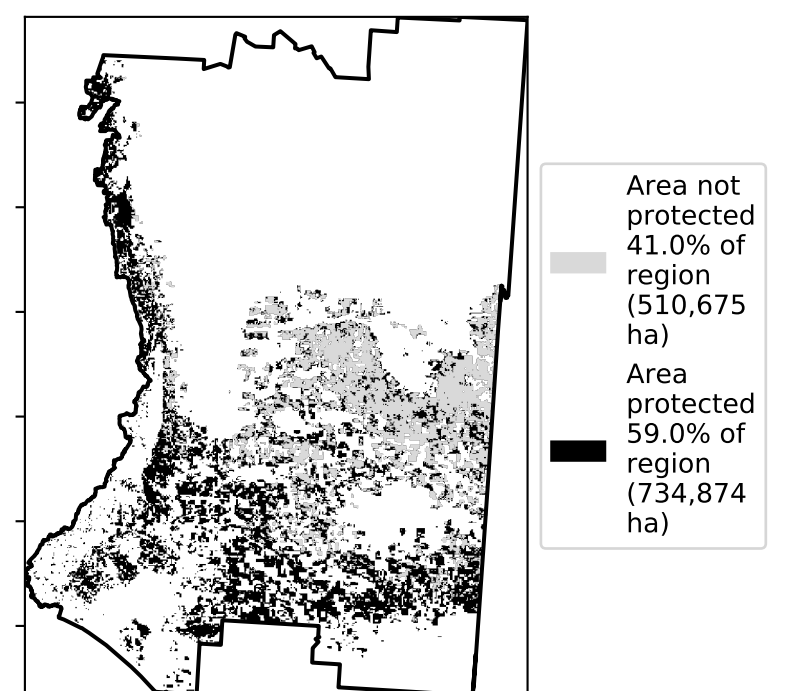 Area not
protected
41.0% of
region
(510,675
ha)
Area
protected
59.0% of
region
(734,874
ha)